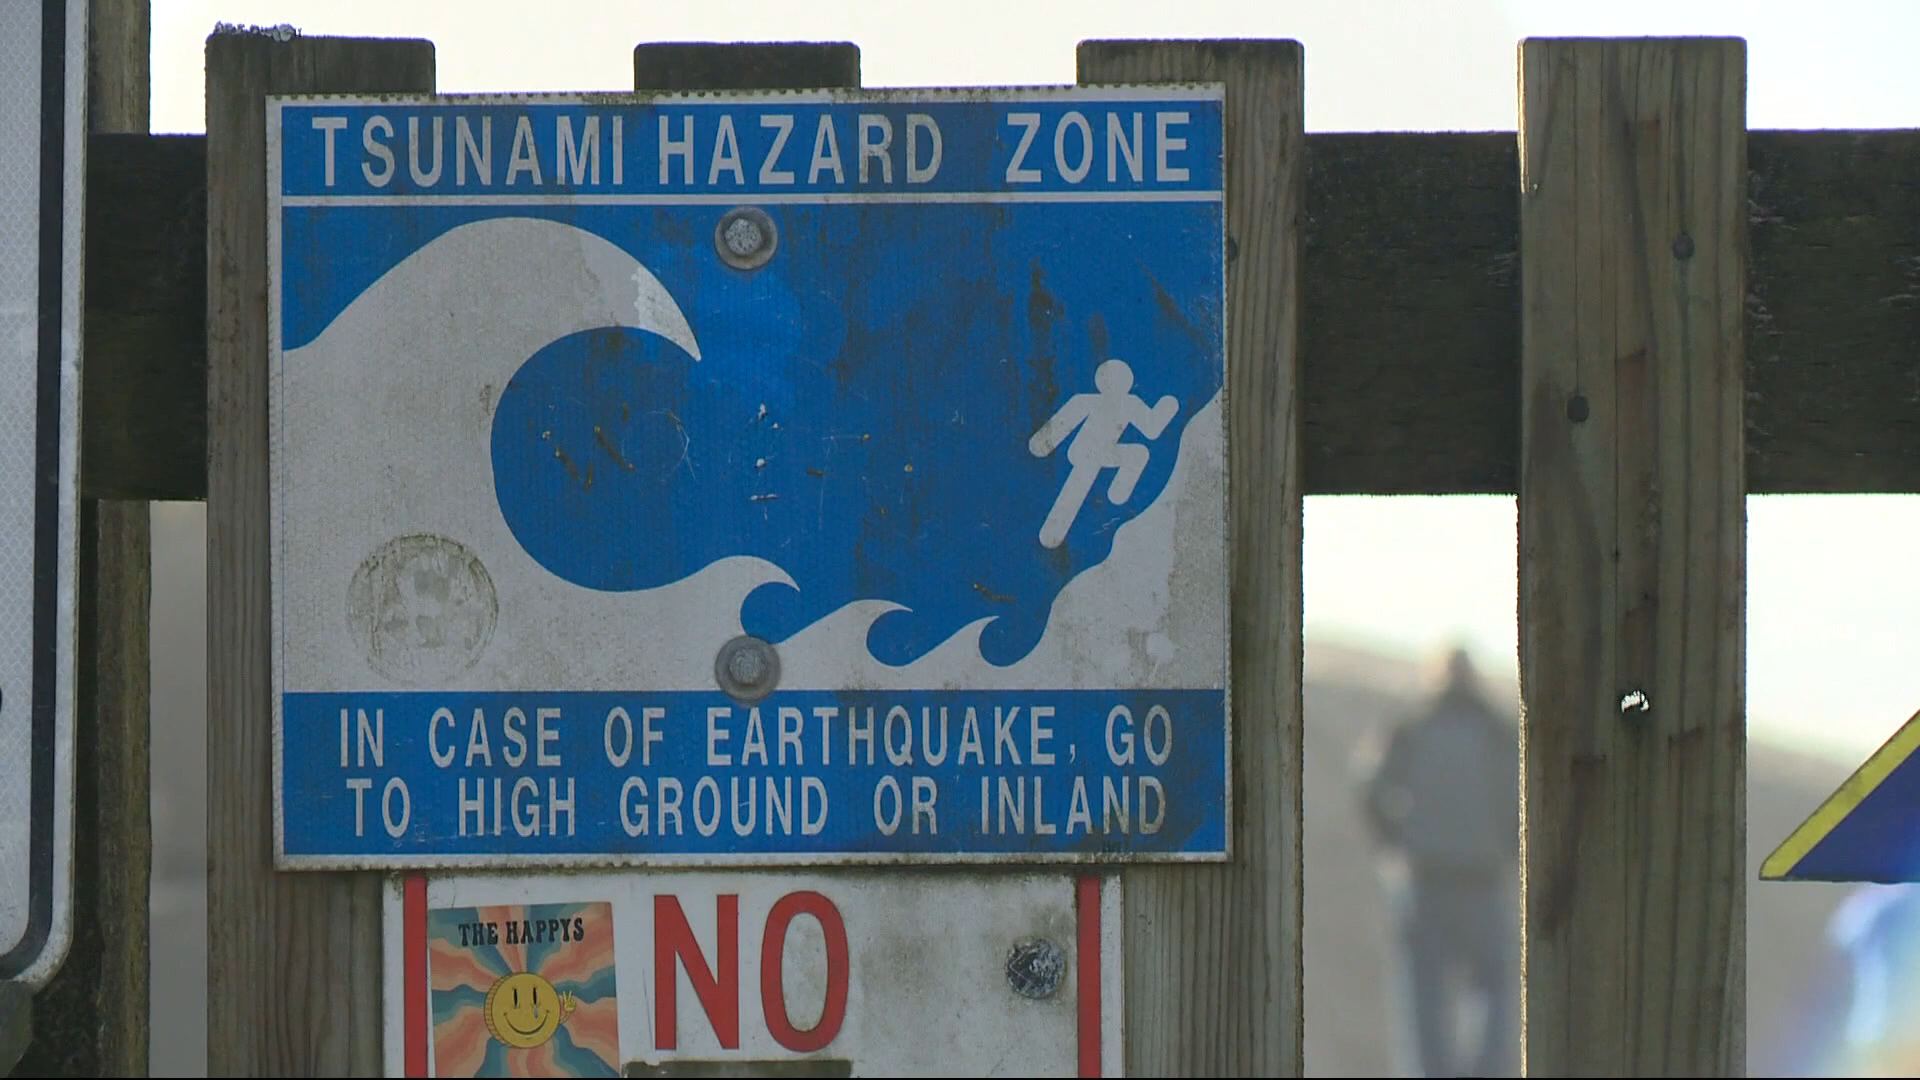 TSUNAMI HAZARD ZONE
IN CASE OF EARTHQUAKE, GO
TO HIGH GROUND OR INLAND
THE HAPPYS
NO